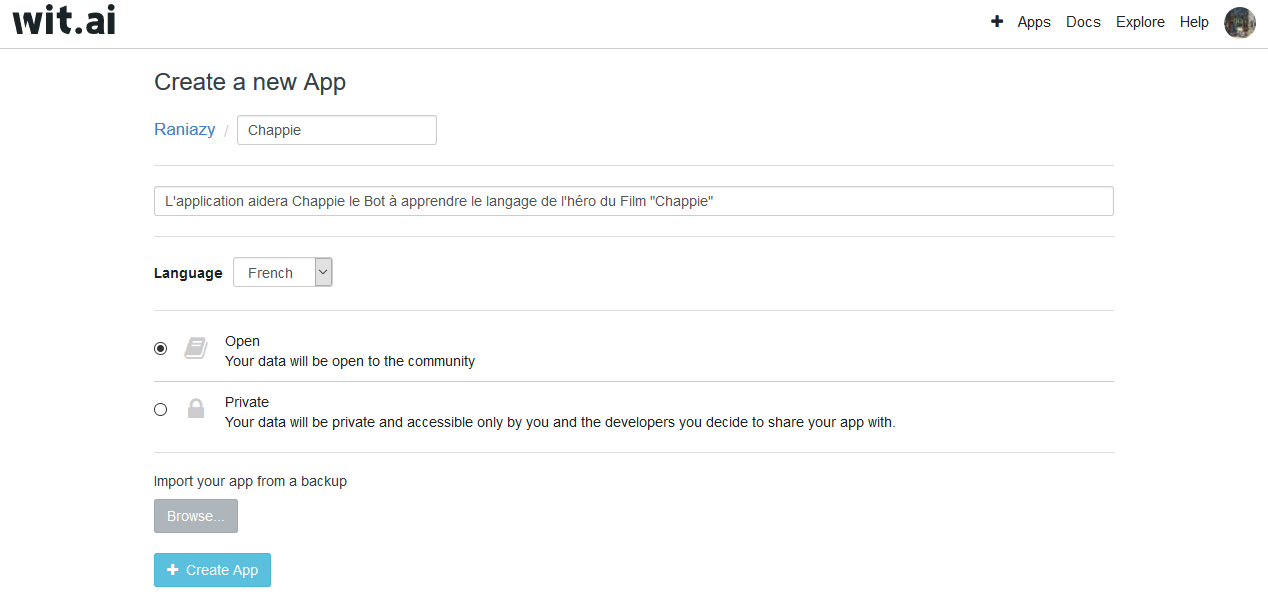 wit.ai
Apps Docs Explore Help
Create a new App
Raniazy / Chappie
L'application aidera Chappie le Bot à apprendre le langage de l'héro du Film "Chappie"
Language French
Open
Your data will be open to the community
Private
Your data will be private and accessible only by you and the developers you decide to share your app with.
Import your app from a backup
Browse...
Create App